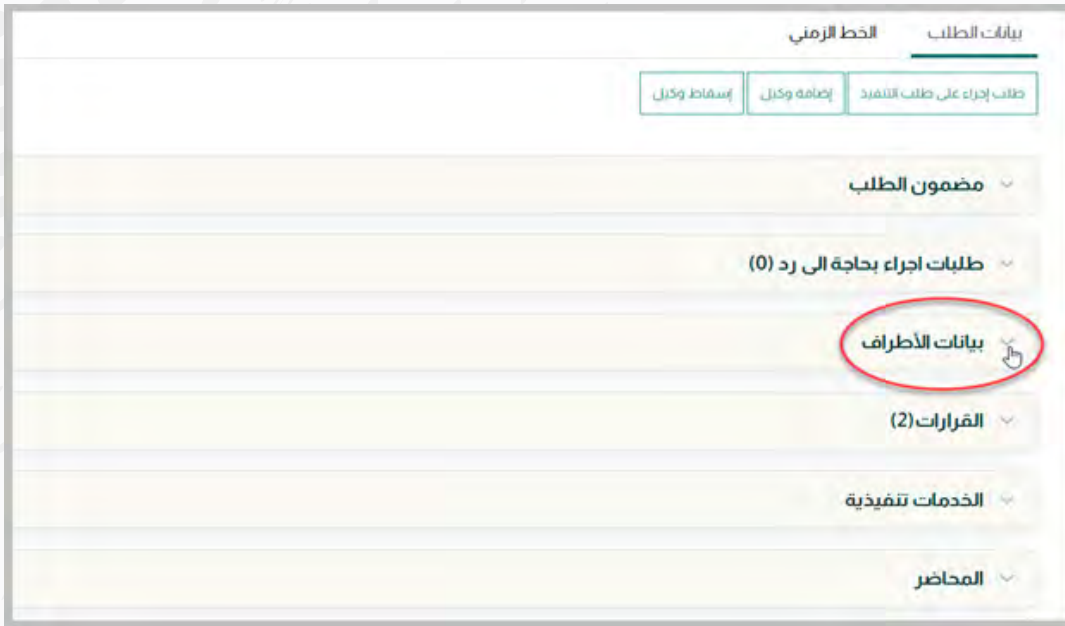 بيانات الطلب الخط الزمني
طلب إجراء على طلب التنفيذ إضافة وكيل إسقاط وكيل
مضمون الطلب
طلبات اجراء بحاجة الى رد (0)
بيانات الأطراف
القرارات(2)
الخدمات تنفيذية
المحاضر